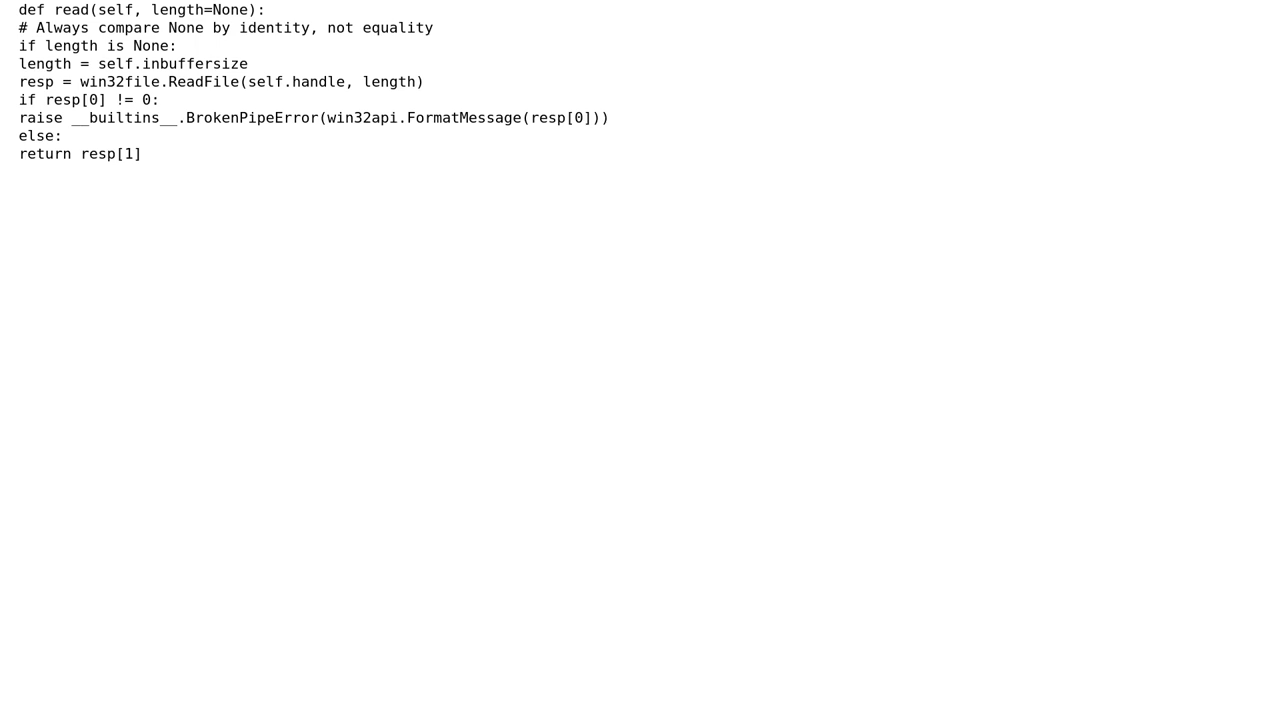 def read(self, length=None):
# Always compare None by identity, not equality
if length is None:
length = self.inbuffersize
resp = win32file.ReadFile(self.handle, length)
if resp[0] != 0:
raise __builtins__.BrokenPipeError(win32api.FormatMessage(resp[0]))
else:
return resp[1]